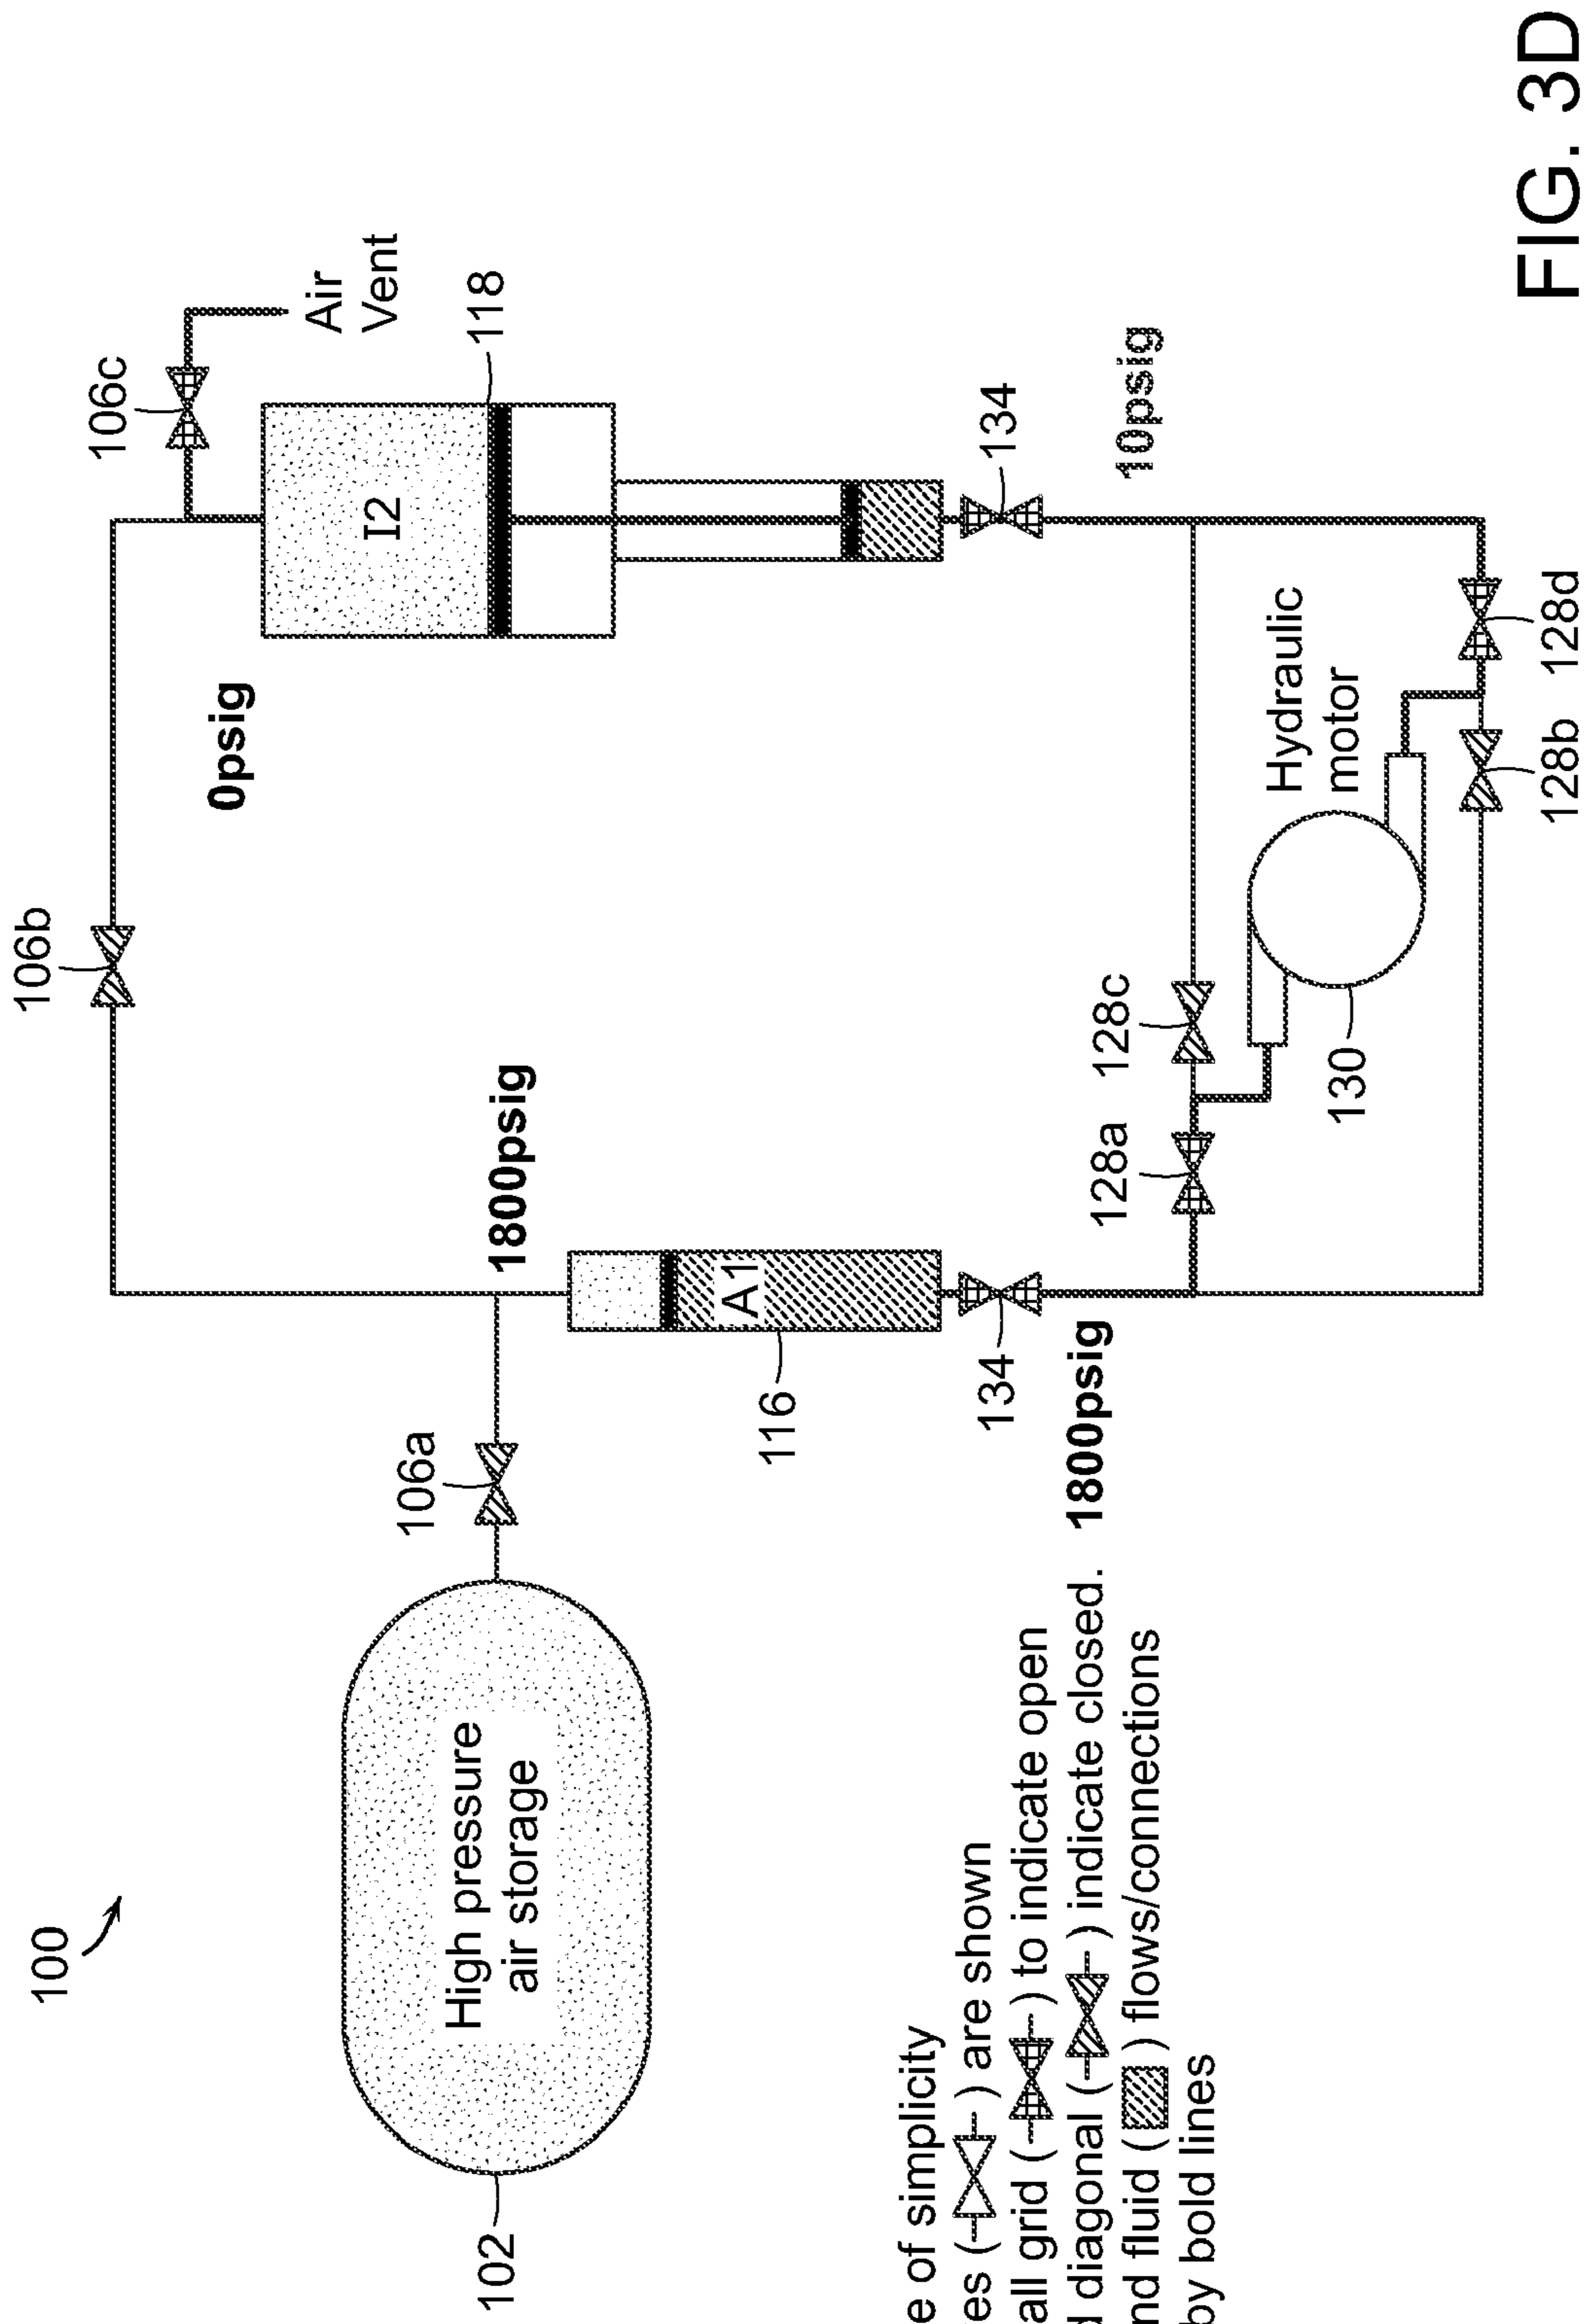 100
102
High pressure
air storage
106a
106b
1800psig
0psig
106c
Air
Vent
I2
118
A1
116
134
134
10psig
1800psig
128a
128c
Hydraulic
motor
130
128b
128d
e of simplicity
es ( ) are shown
all grid ( ) to indicate open
d diagonal ( ) indicate closed.
nd fluid ( ) flows/connections
by bold lines
FIG. 3D